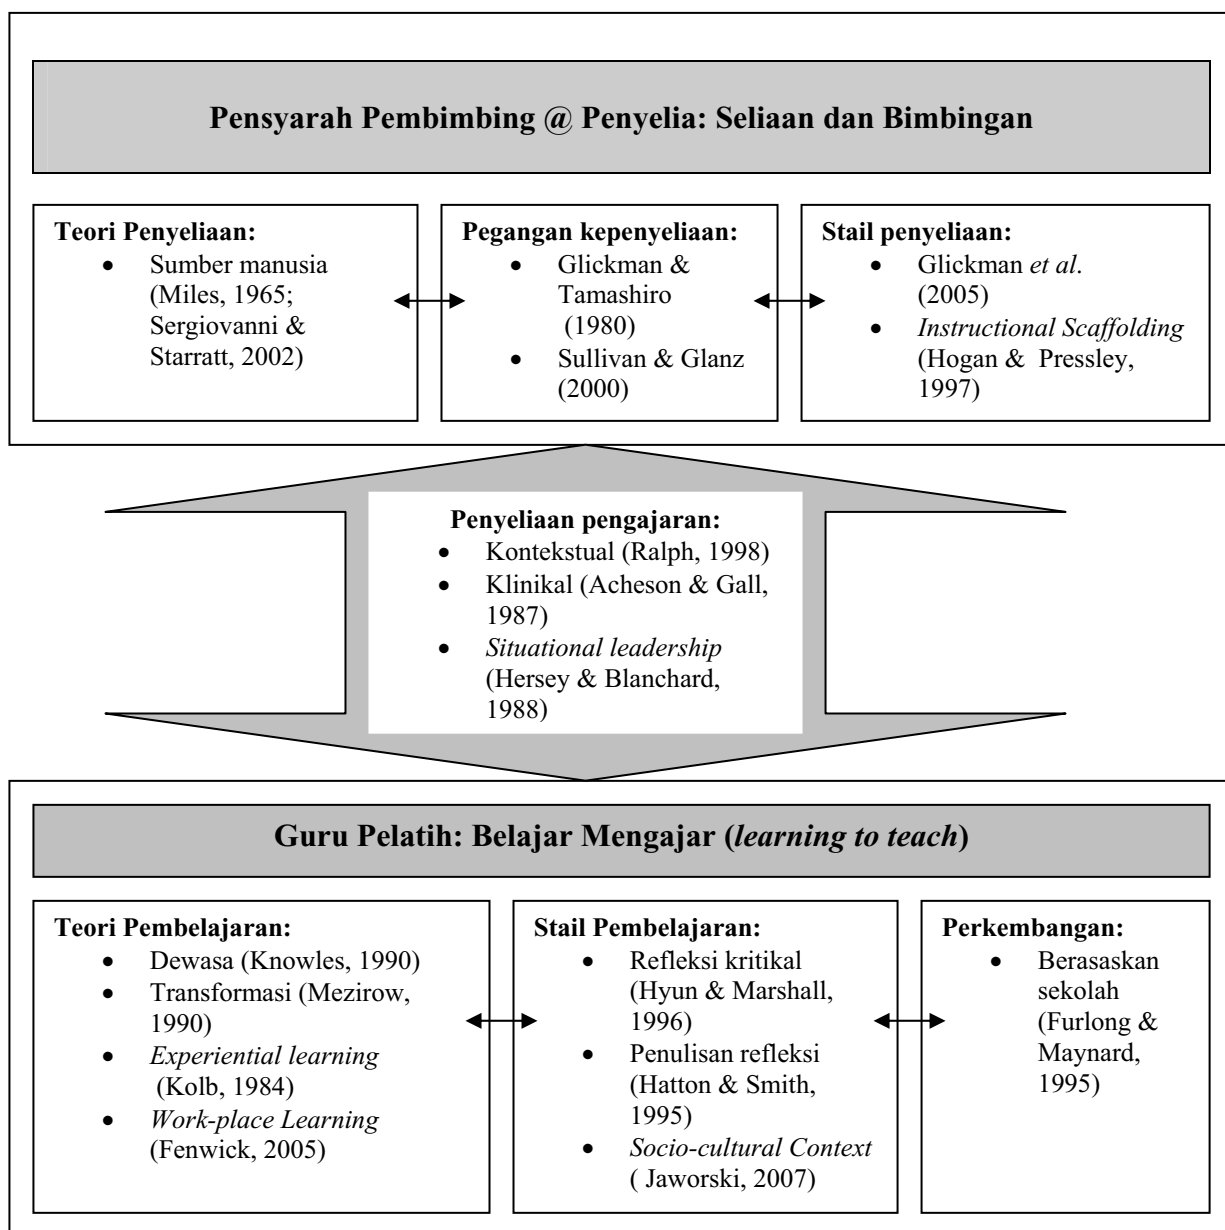 Pensyarah Pembimbing @ Penyelia: Seliaan dan Bimbingan
Teori Penyeliaan:
• Sumber manusia
(Miles, 1965;
Sergiovanni &
Starratt, 2002)
Pegangan kepenyeliaan:
• Glickman &
Tamashiro
(1980)
• Sullivan & Glanz
(2000)
Stail penyeliaan:
• Glickman et al.
(2005)
• Instructional Scaffolding
(Hogan & Pressley,
1997)
Penyeliaan pengajaran:
• Kontekstual (Ralph, 1998)
• Klinikal (Acheson & Gall,
1987)
• Situational leadership
(Hersey & Blanchard,
1988)
Guru Pelatih: Belajar Mengajar (learning to teach)
Teori Pembelajaran:
• Dewasa (Knowles, 1990)
• Transformasi (Mezirow,
1990)
• Experiential learning
(Kolb, 1984)
• Work-place Learning
(Fenwick, 2005)
Stail Pembelajaran:
• Refleksi kritikal
(Hyun & Marshall,
1996)
• Penulisan refleksi
(Hatton & Smith,
1995)
• Socio-cultural Context
( Jaworski, 2007)
Perkembangan:
• Berasaskan
sekolah
(Furlong &
Maynard,
1995)